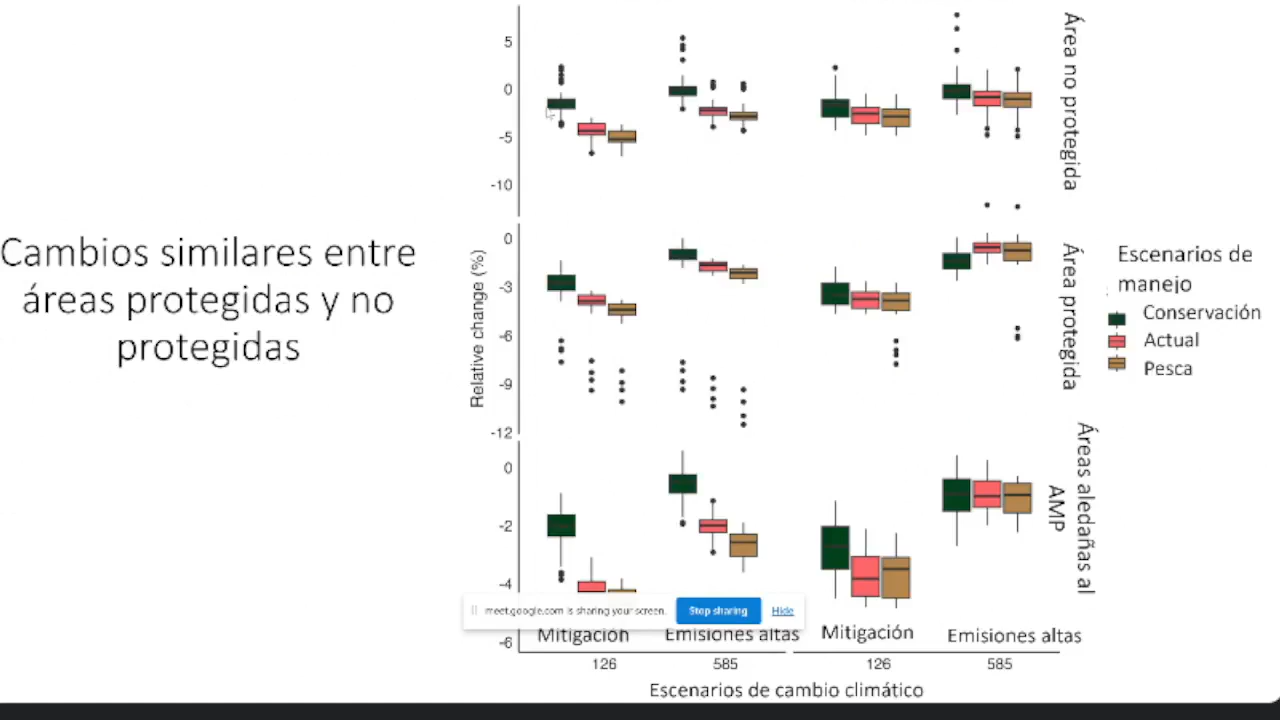 Cambios similares entre
áreas protegidas y no
protegidas
Relative change (%)
5
0
-5
-10
0
-3
-6
-9
-12
0
-2
-4
-6
Área no protegida
Área protegida
Áreas aledañas al
AMP
Escenarios de
manejo
Conservación
Actual
Pesca
meet.google.com is sharing your screen. Stop sharing Hide
Mitigación Emisiones altas Mitigación Emisiones altas
126 585 126 585
Escenarios de cambio climático